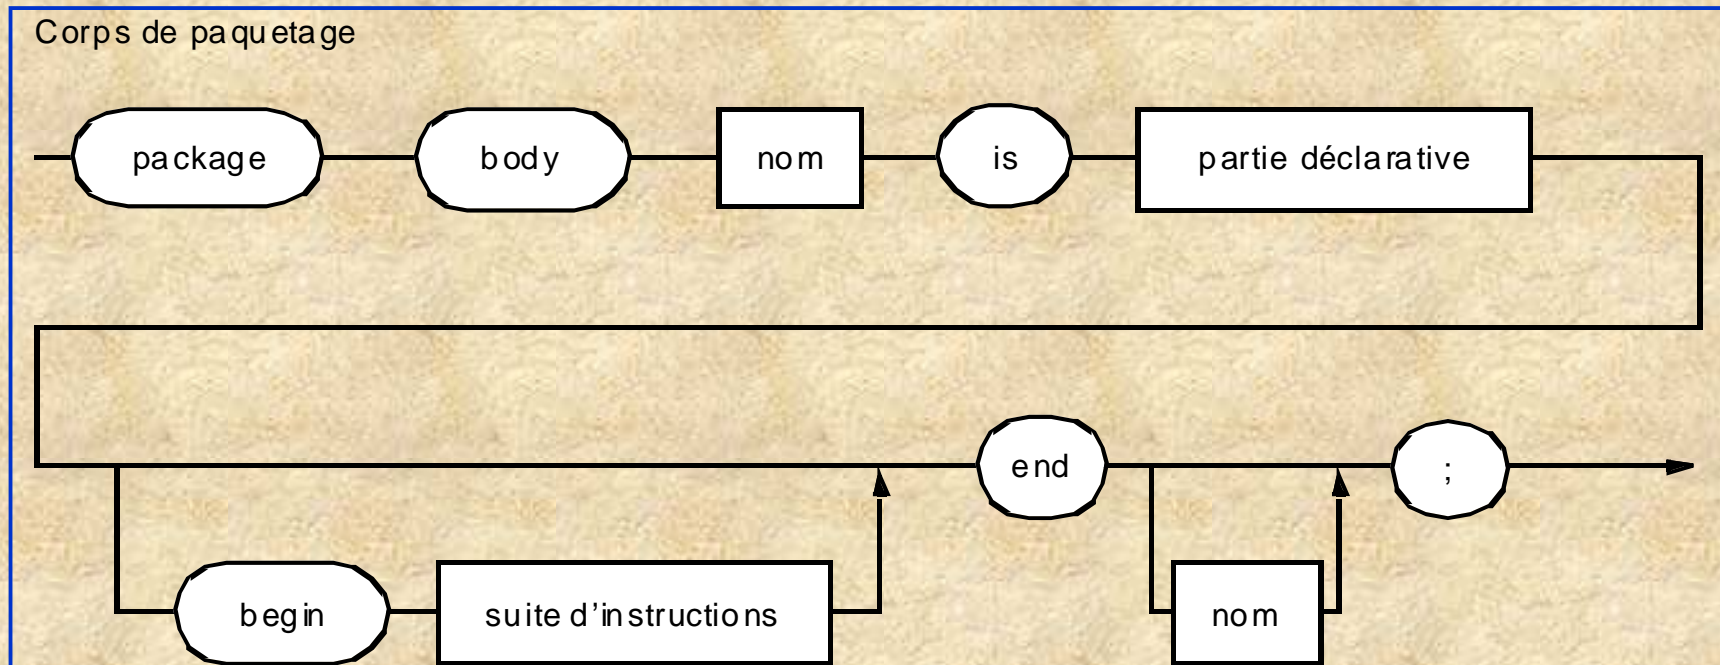 Corps de paquetage
package body nom is partie déclarative
end ;
begin suite d’instructions nom